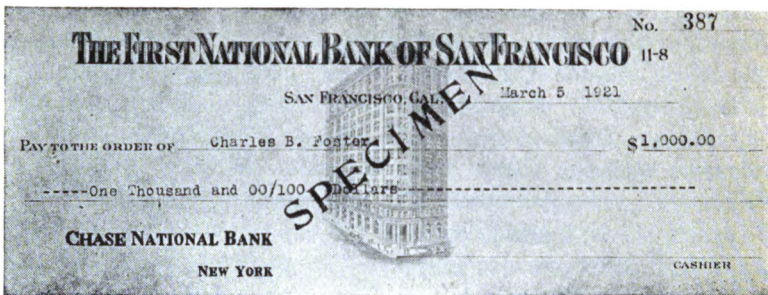 No. 387
THE FIRST NATIONAL BANK OF SAN FRANCISCO 11-8
SAN FRANCISCO, CAL. March 5 1921
PAY TO THE ORDER OF Charles B. Foster $1,000.00
-----One Thousand and 00/100 Dollars-----------------------------
SPECIMEN
CHASE NATIONAL BANK
NEW YORK
CASHIER